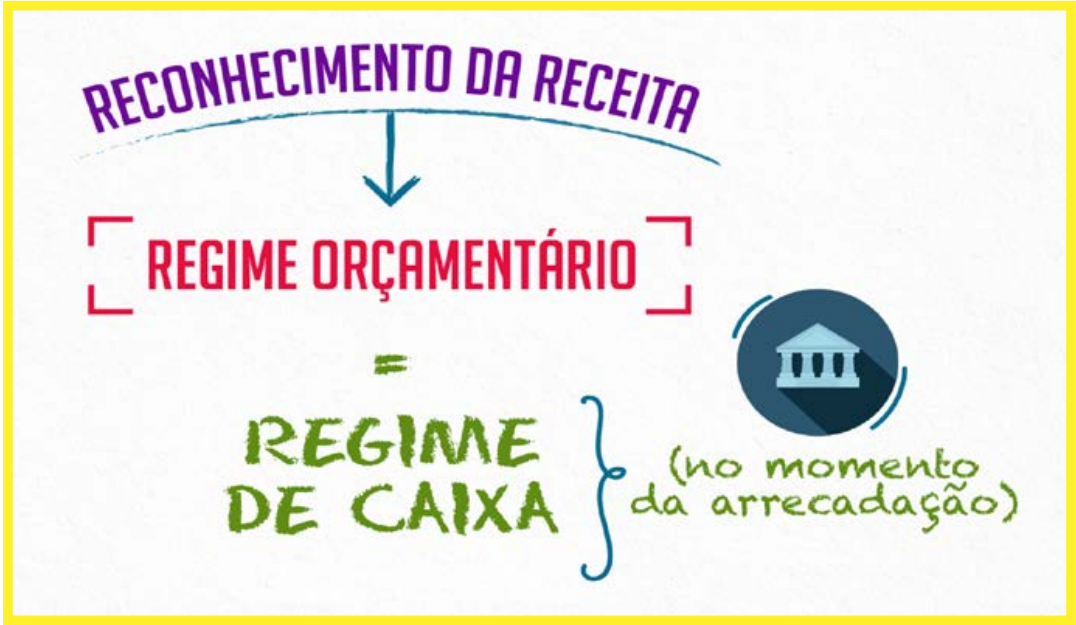 RECONHECIMENTO DA RECEITA
REGIME ORÇAMENTÁRIO
=
REGIME
DE CAIXA
(no momento
da arrecadação)